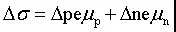 Δσ = Δpeμₚ + Δneμₙ